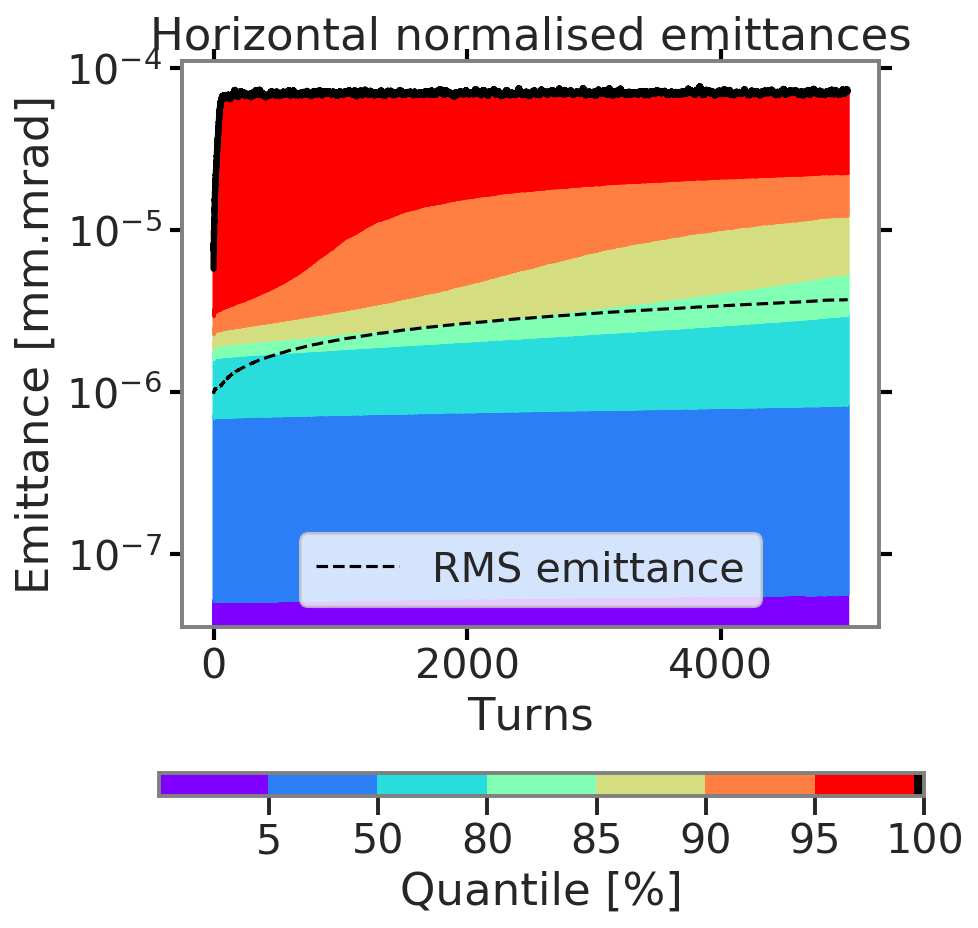 Horizontal normalised emittances
10⁻⁴
10⁻⁵
10⁻⁶
10⁻⁷
Emittance [mm.mrad]
RMS emittance
0 2000 4000
Turns
5 50 80 85 90 95 100
Quantile [%]